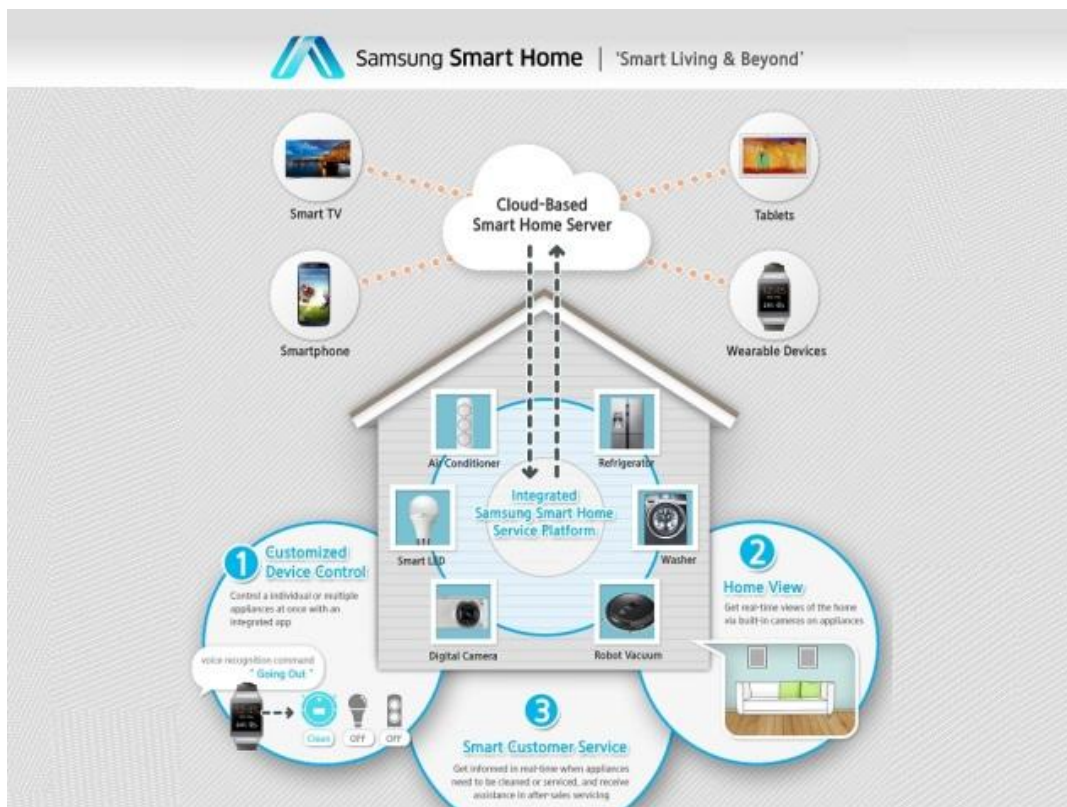 Samsung Smart Home | 'Smart Living & Beyond'
Smart TV
Cloud-Based
Smart Home Server
Tablets
Smartphone
Wearable Devices
Air Conditioner
Refrigerator
Integrated
Samsung Smart Home
Service Platform
Smart LED
Washer
Digital Camera
Robot Vacuum
1
Customized
Device Control
Control a individual or multiple
appliances at once with an
integrated app
voice recognition command
" Going Out "
Clean
Off
Off
2
Home View
Get real-time views of the home
via built-in cameras on appliances
3
Smart Customer Service
Get informed in real-time when appliances
need to be cleaned or serviced, and receive
assistance in after-sales servicing